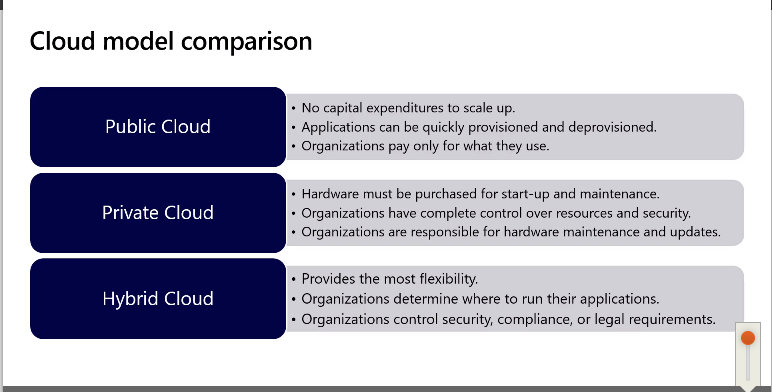 Cloud model comparison
Public Cloud
• No capital expenditures to scale up.
• Applications can be quickly provisioned and deprovisioned.
• Organizations pay only for what they use.
Private Cloud
• Hardware must be purchased for start-up and maintenance.
• Organizations have complete control over resources and security.
• Organizations are responsible for hardware maintenance and updates.
Hybrid Cloud
• Provides the most flexibility.
• Organizations determine where to run their applications.
• Organizations control security, compliance, or legal requirements.